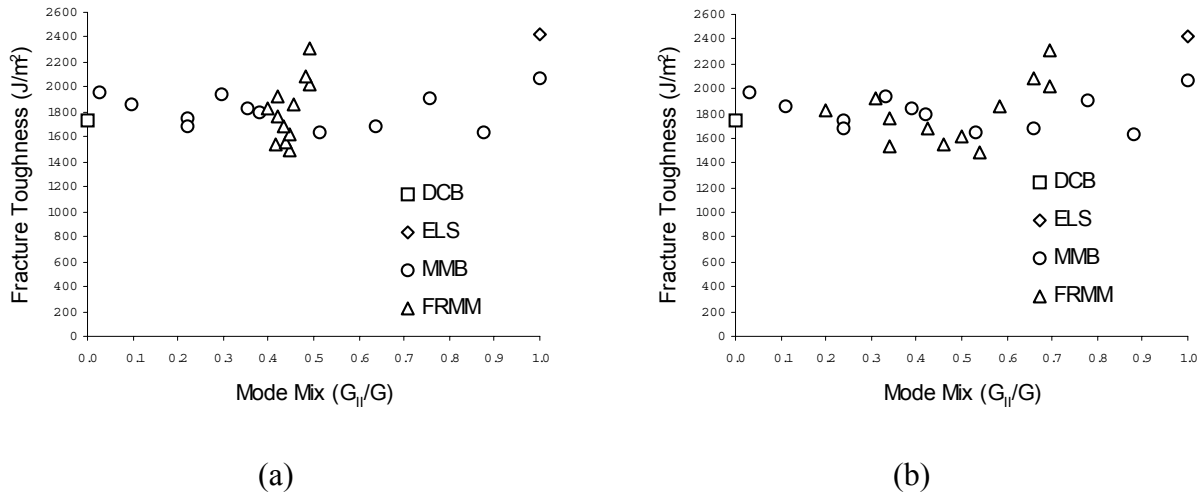 2600
2400
2200
2000
1800
1600
1400
1200
1000
800
600
400
200
0
Fracture Toughness (J/m²)
DCB
ELS
MMB
FRMM
0.0 0.1 0.2 0.3 0.4 0.5 0.6 0.7 0.8 0.9 1.0
Mode Mix (G_II/G)
(a)
2600
2400
2200
2000
1800
1600
1400
1200
1000
800
600
400
200
0
Fracture Toughness (J/m²)
DCB
ELS
MMB
FRMM
0.0 0.1 0.2 0.3 0.4 0.5 0.6 0.7 0.8 0.9 1.0
Mode Mix (G_II/G)
(b)